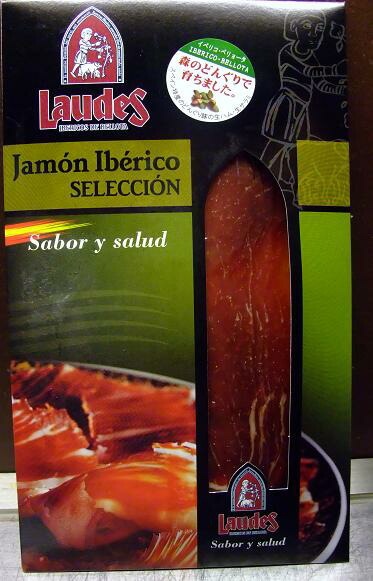 Laudes
IBERICOS DE BELLOTA
イベリコ・ベリョータ
IBERICO-BELLOTA
森のどんぐりで
育ちました。
Jamón Ibérico
SELECCIÓN
Sabor y salud
Laudes
Sabor y salud